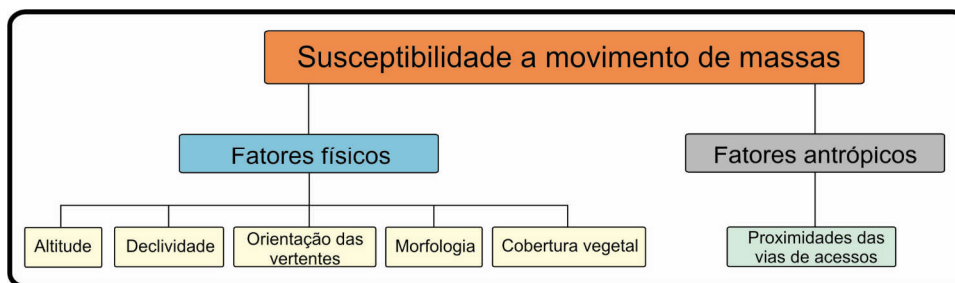 Susceptibilidade a movimento de massas
Fatores físicos
Fatores antrópicos
Altitude
Declividade
Orientação das
vertentes
Morfologia
Cobertura vegetal
Proximidades das
vias de acessos